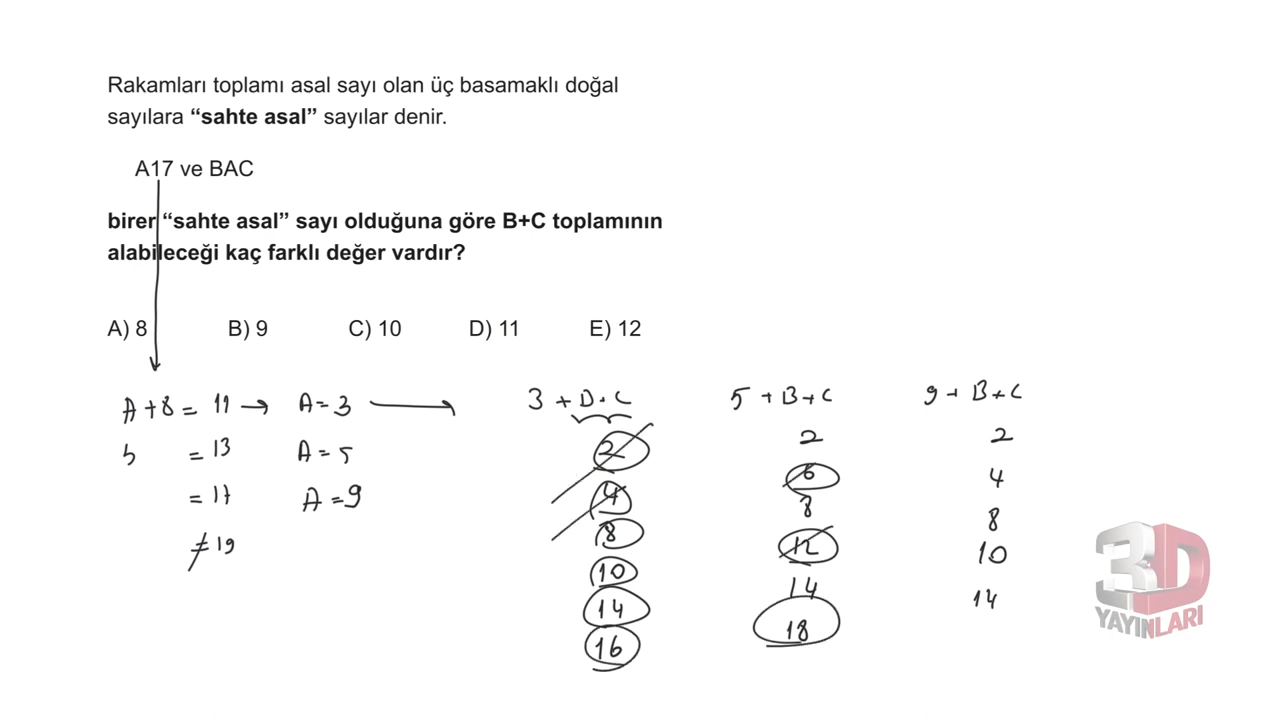 Rakamları toplamı asal sayı olan üç basamaklı doğal
sayılara “sahte asal” sayılar denir.
A17 ve BAC
birer “sahte asal” sayı olduğuna göre B+C toplamının
alabileceği kaç farklı değer vardır?
A) 8 B) 9 C) 10 D) 11 E) 12
A+8 = 11 → A=3 → 3+B+C 5+B+C 9+B+C
= 13 A=5 2 2 2
= 17 A=9 4 6 4
≠ 19 8 8 8
10 12 10
14 14 14
16 18
3D
YAYINLARI